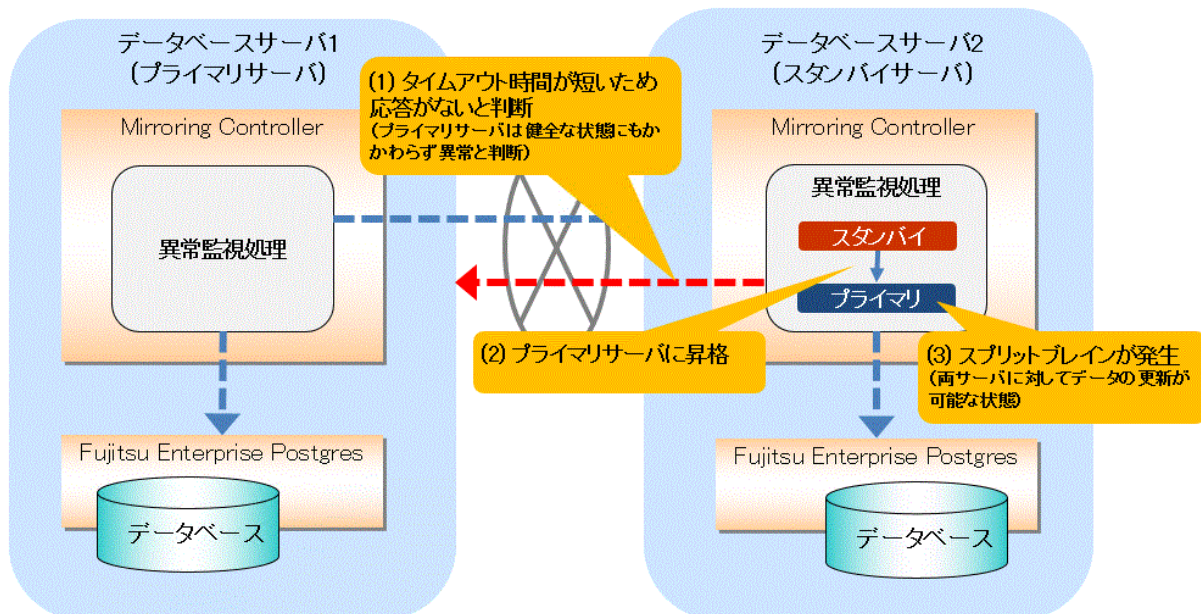 データベースサーバ1
(プライマリサーバ)
Mirroring Controller
異常監視処理
Fujitsu Enterprise Postgres
データベース
(1) タイムアウト時間が短いため
応答がないと判断
(プライマリサーバは健全な状態にもか
かわらず異常と判断)
(2) プライマリサーバに昇格
データベースサーバ2
(スタンバイサーバ)
Mirroring Controller
異常監視処理
スタンバイ
プライマリ
(3) スプリットブレインが発生
(両サーバに対してデータの更新が
可能な状態)
Fujitsu Enterprise Postgres
データベース